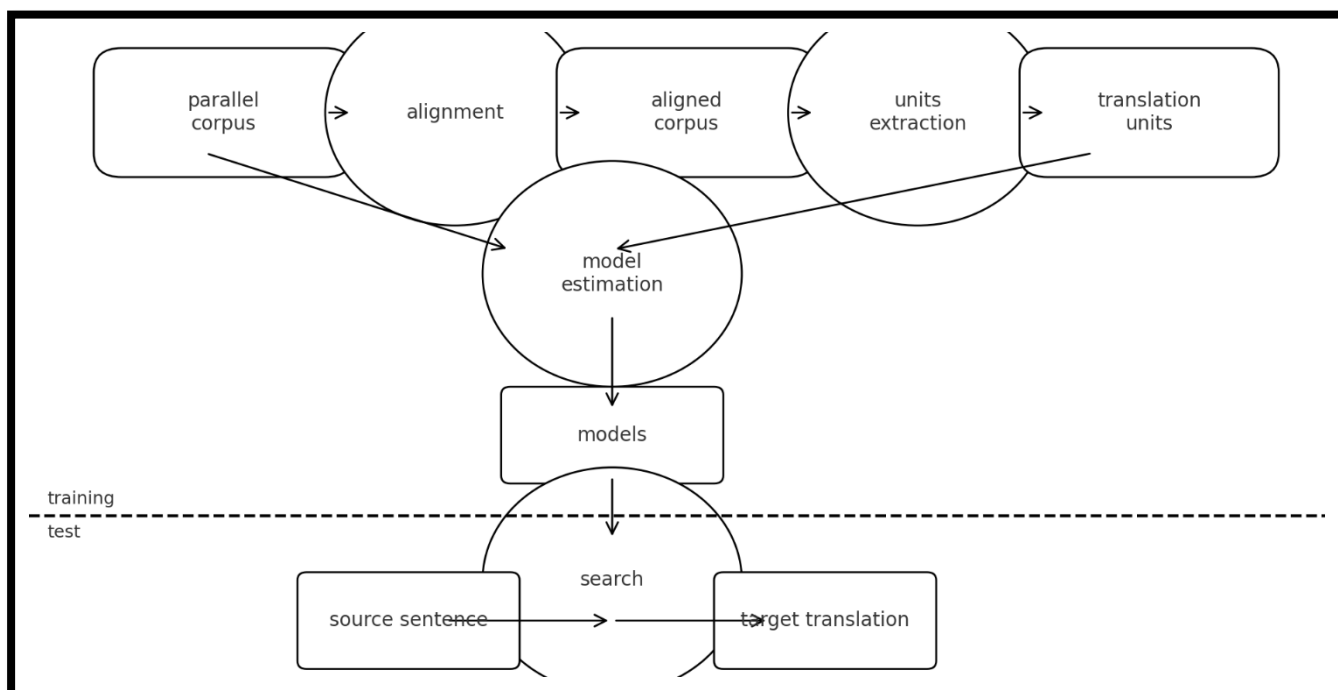 parallel
corpus
alignment
aligned
corpus
units
extraction
translation
units
model
estimation
models
training
test
search
source sentence
target translation